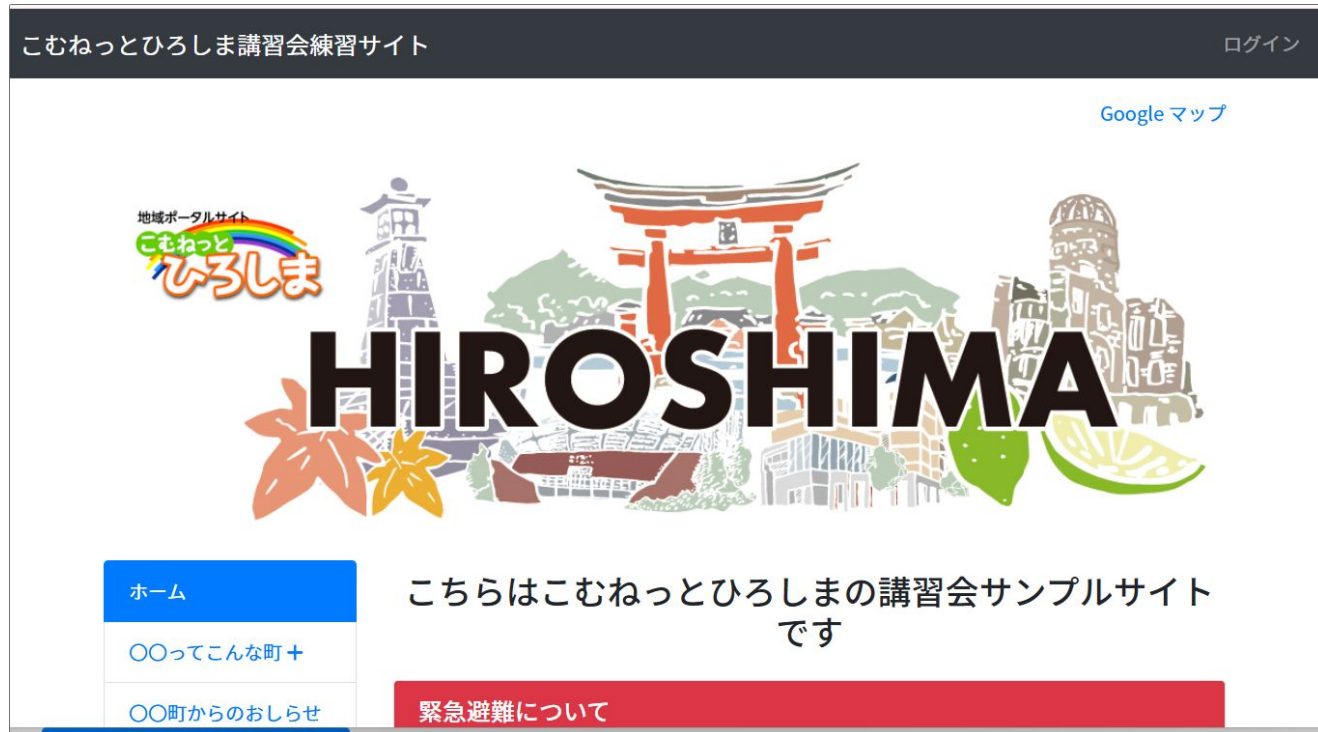 こむねっとひろしま講習会練習サイト
ログイン
Google マップ
地域ポータルサイト
こむねっと
ひろしま
HIROSHIMA
ホーム
〇〇ってこんな町+
〇〇町からのおしらせ
こちらはこむねっとひろしまの講習会サンプルサイト
です
緊急避難について